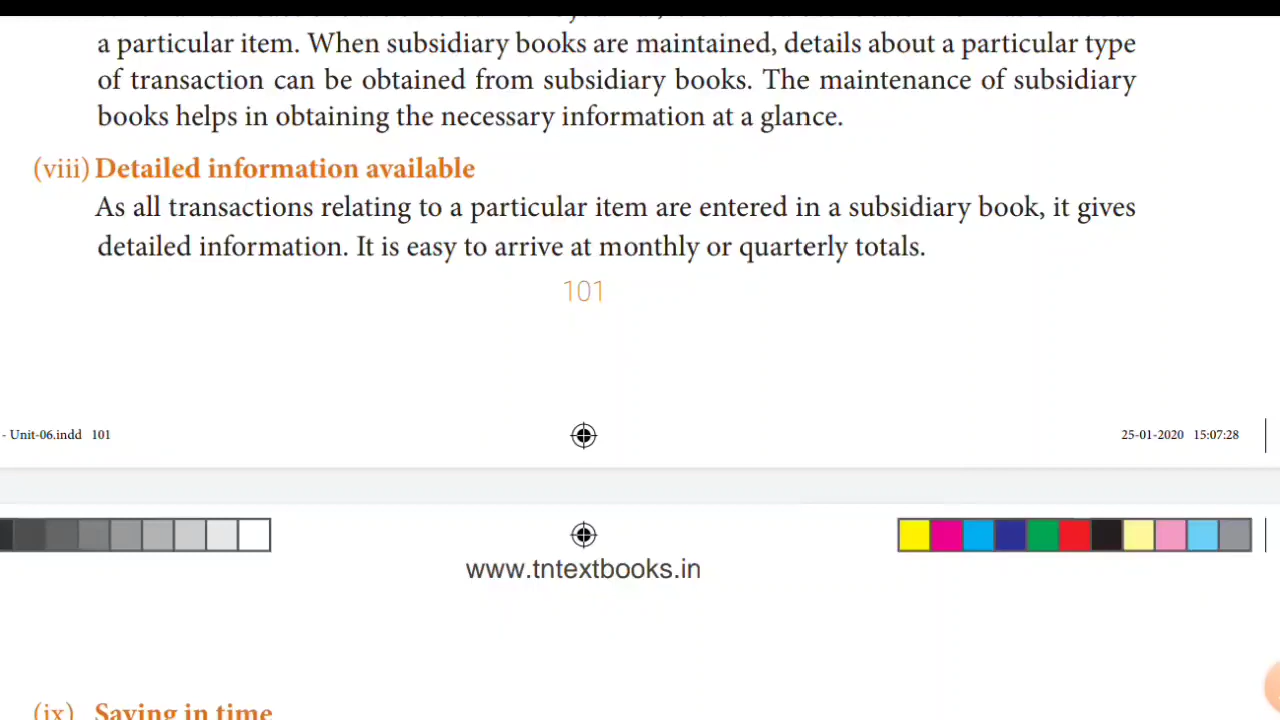 a particular item. When subsidiary books are maintained, details about a particular type
of transaction can be obtained from subsidiary books. The maintenance of subsidiary
books helps in obtaining the necessary information at a glance.
(viii) Detailed information available
As all transactions relating to a particular item are entered in a subsidiary book, it gives
detailed information. It is easy to arrive at monthly or quarterly totals.
101
- Unit-06.indd 101 25-01-2020 15:07:28
www.tntextbooks.in
(ix) Saving in time